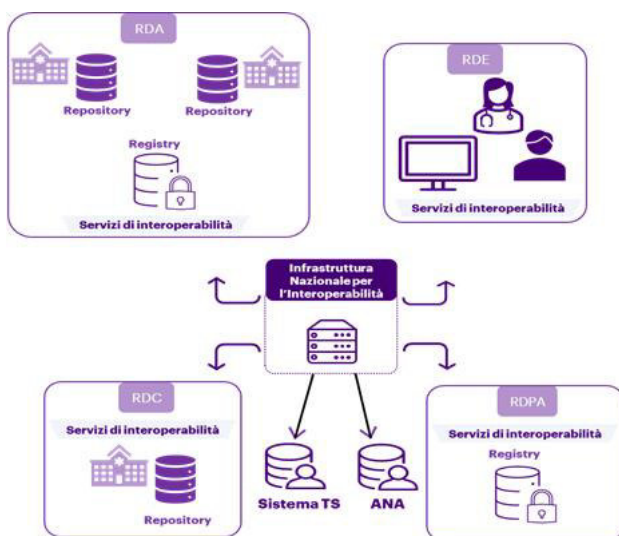 RDA
Repository
Repository
Registry
Servizi di interoperabilità
RDE
Servizi di interoperabilità
Infrastruttura
Nazionale per
l'Interoperabilità
RDC
Servizi di interoperabilità
Repository
Sistema TS
ANA
RDPA
Servizi di interoperabilità
Registry